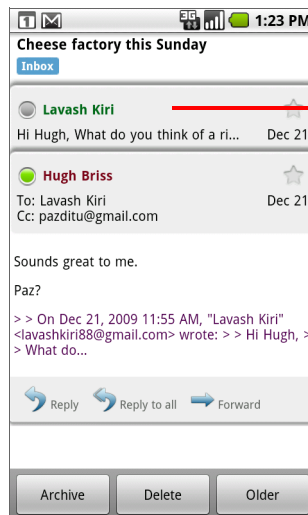 1 3G 1:23 PM
Cheese factory this Sunday
Inbox
Lavash Kiri
Hi Hugh, What do you think of a ri... Dec 21
Hugh Briss
To: Lavash Kiri Dec 21
Cc: pazditu@gmail.com
Sounds great to me.
Paz?
> > On Dec 21, 2009 11:55 AM, "Lavash Kiri"
<lavashkiri88@gmail.com> wrote: > > Hi Hugh, >
> What do...
Reply Reply to all Forward
Archive Delete Older